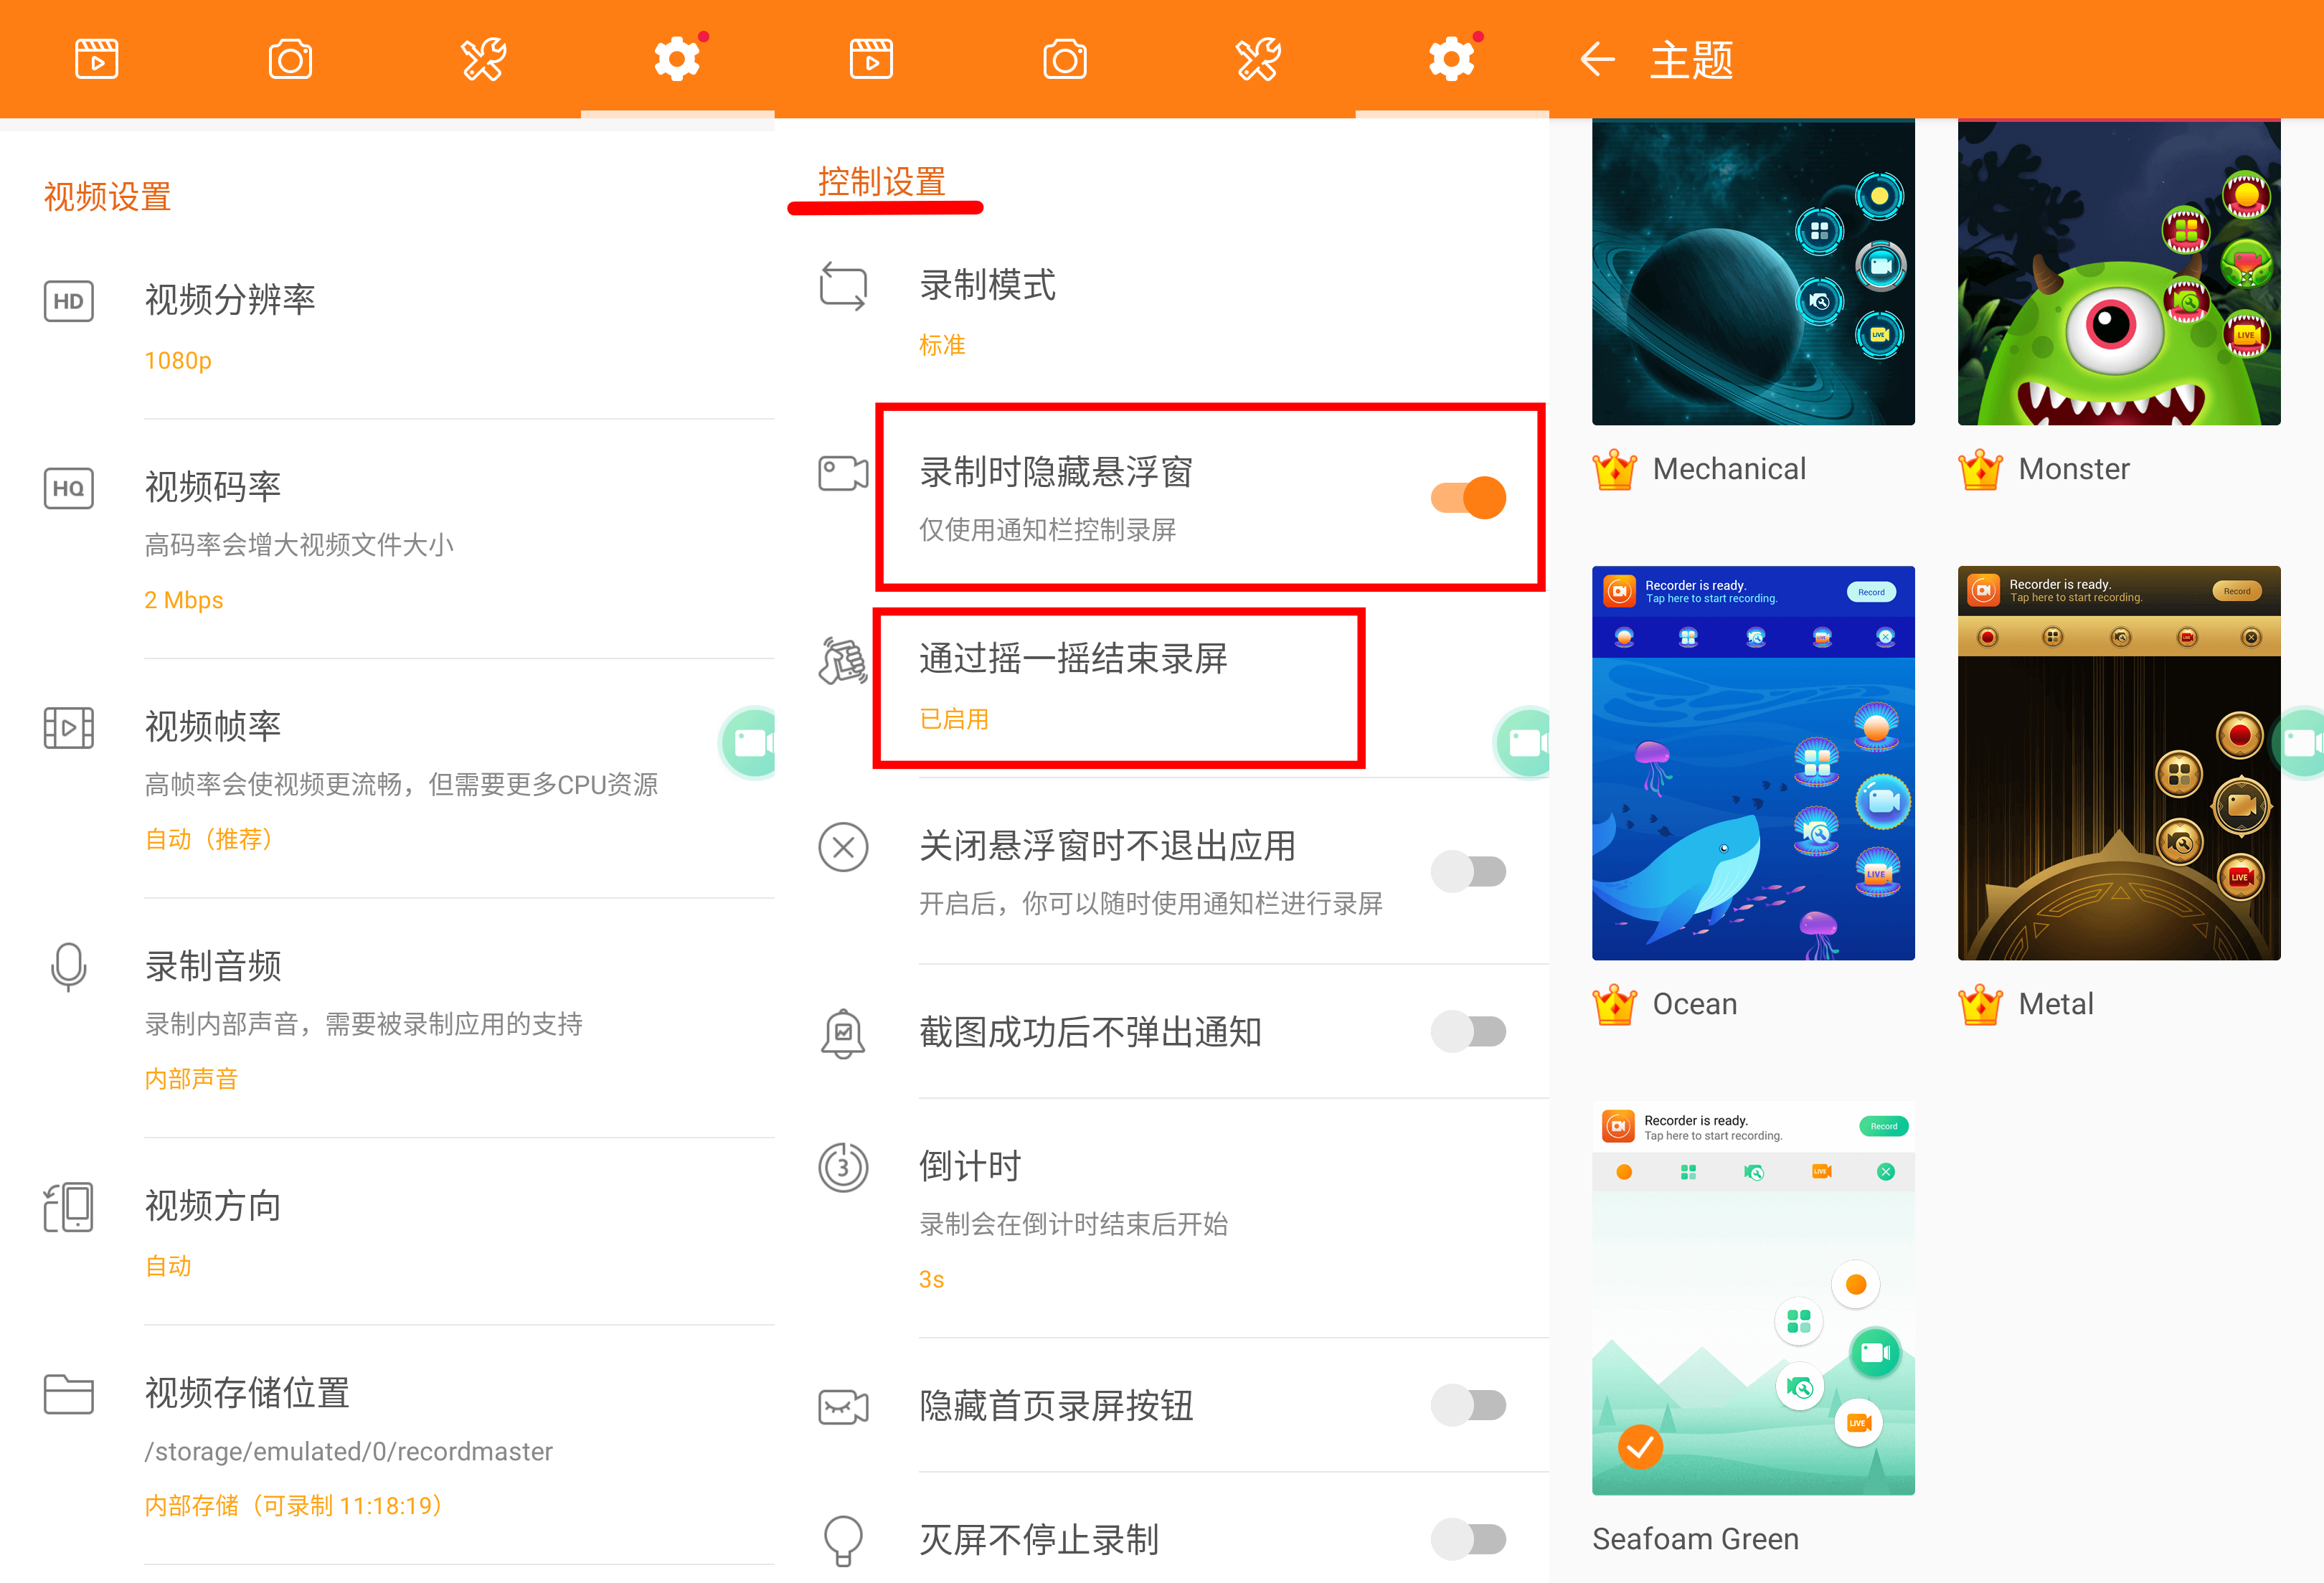 视频设置
HD
视频分辨率
1080p
HQ
视频码率
高码率会增大视频文件大小
2 Mbps
视频帧率
高帧率会使视频更流畅，但需要更多CPU资源
自动（推荐）
录制音频
录制内部声音，需要被录制应用的支持
内部声音
视频方向
自动
视频存储位置
/storage/emulated/0/recordmaster
内部存储（可录制 11:18:19）
控制设置
录制模式
标准
录制时隐藏悬浮窗
仅使用通知栏控制录屏
通过摇一摇结束录屏
已启用
关闭悬浮窗时不退出应用
开启后，你可以随时使用通知栏进行录屏
截图成功后不弹出通知
3
倒计时
录制会在倒计时结束后开始
3s
隐藏首页录屏按钮
灭屏不停止录制
主题
LIVE
LIVE
Mechanical
Monster
Recorder is ready.
Tap here to start recording.
Record
LIVE
Recorder is ready.
Tap here to start recording.
Record
LIVE
Ocean
Metal
Recorder is ready.
Tap here to start recording.
Record
LIVE
LIVE
Seafoam Green